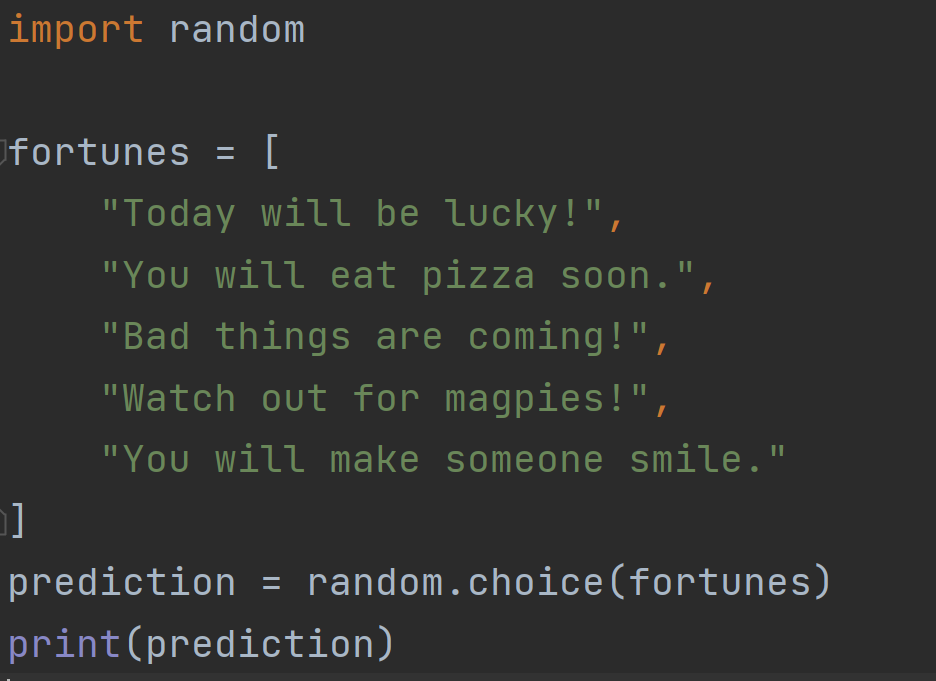 import random
fortunes = [
    "Today will be lucky!",
    "You will eat pizza soon.",
    "Bad things are coming!",
    "Watch out for magpies!",
    "You will make someone smile."
]
prediction = random.choice(fortunes)
print(prediction)